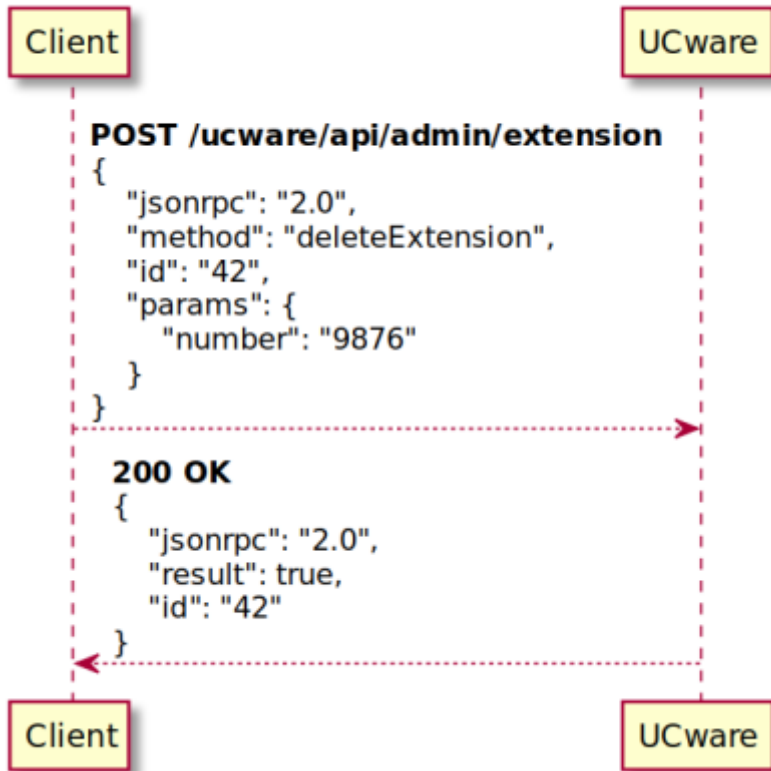 Client UCware
POST /ucware/api/admin/extension
{
    "jsonrpc": "2.0",
    "method": "deleteExtension",
    "id": "42",
    "params": {
        "number": "9876"
    }
}
200 OK
{
    "jsonrpc": "2.0",
    "result": true,
    "id": "42"
}
Client UCware